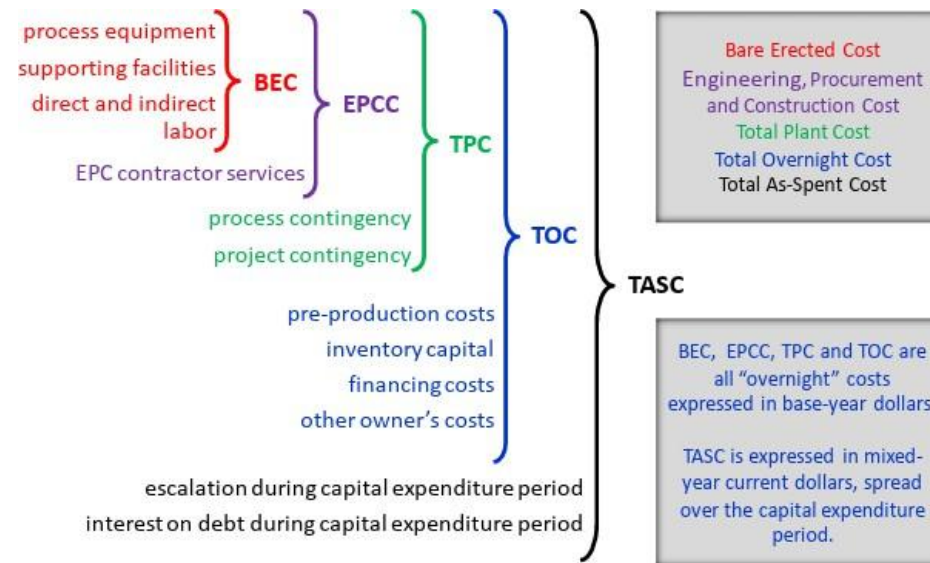 process equipment
supporting facilities
direct and indirect
labor
BEC
EPC contractor services
EPCC
process contingency
project contingency
TPC
pre-production costs
inventory capital
financing costs
other owner's costs
TOC
escalation during capital expenditure period
interest on debt during capital expenditure period
TASC
Bare Erected Cost
Engineering, Procurement
and Construction Cost
Total Plant Cost
Total Overnight Cost
Total As-Spent Cost
BEC, EPCC, TPC and TOC are
all “overnight” costs
expressed in base-year dollars
TASC is expressed in mixed-
year current dollars, spread
over the capital expenditure
period.